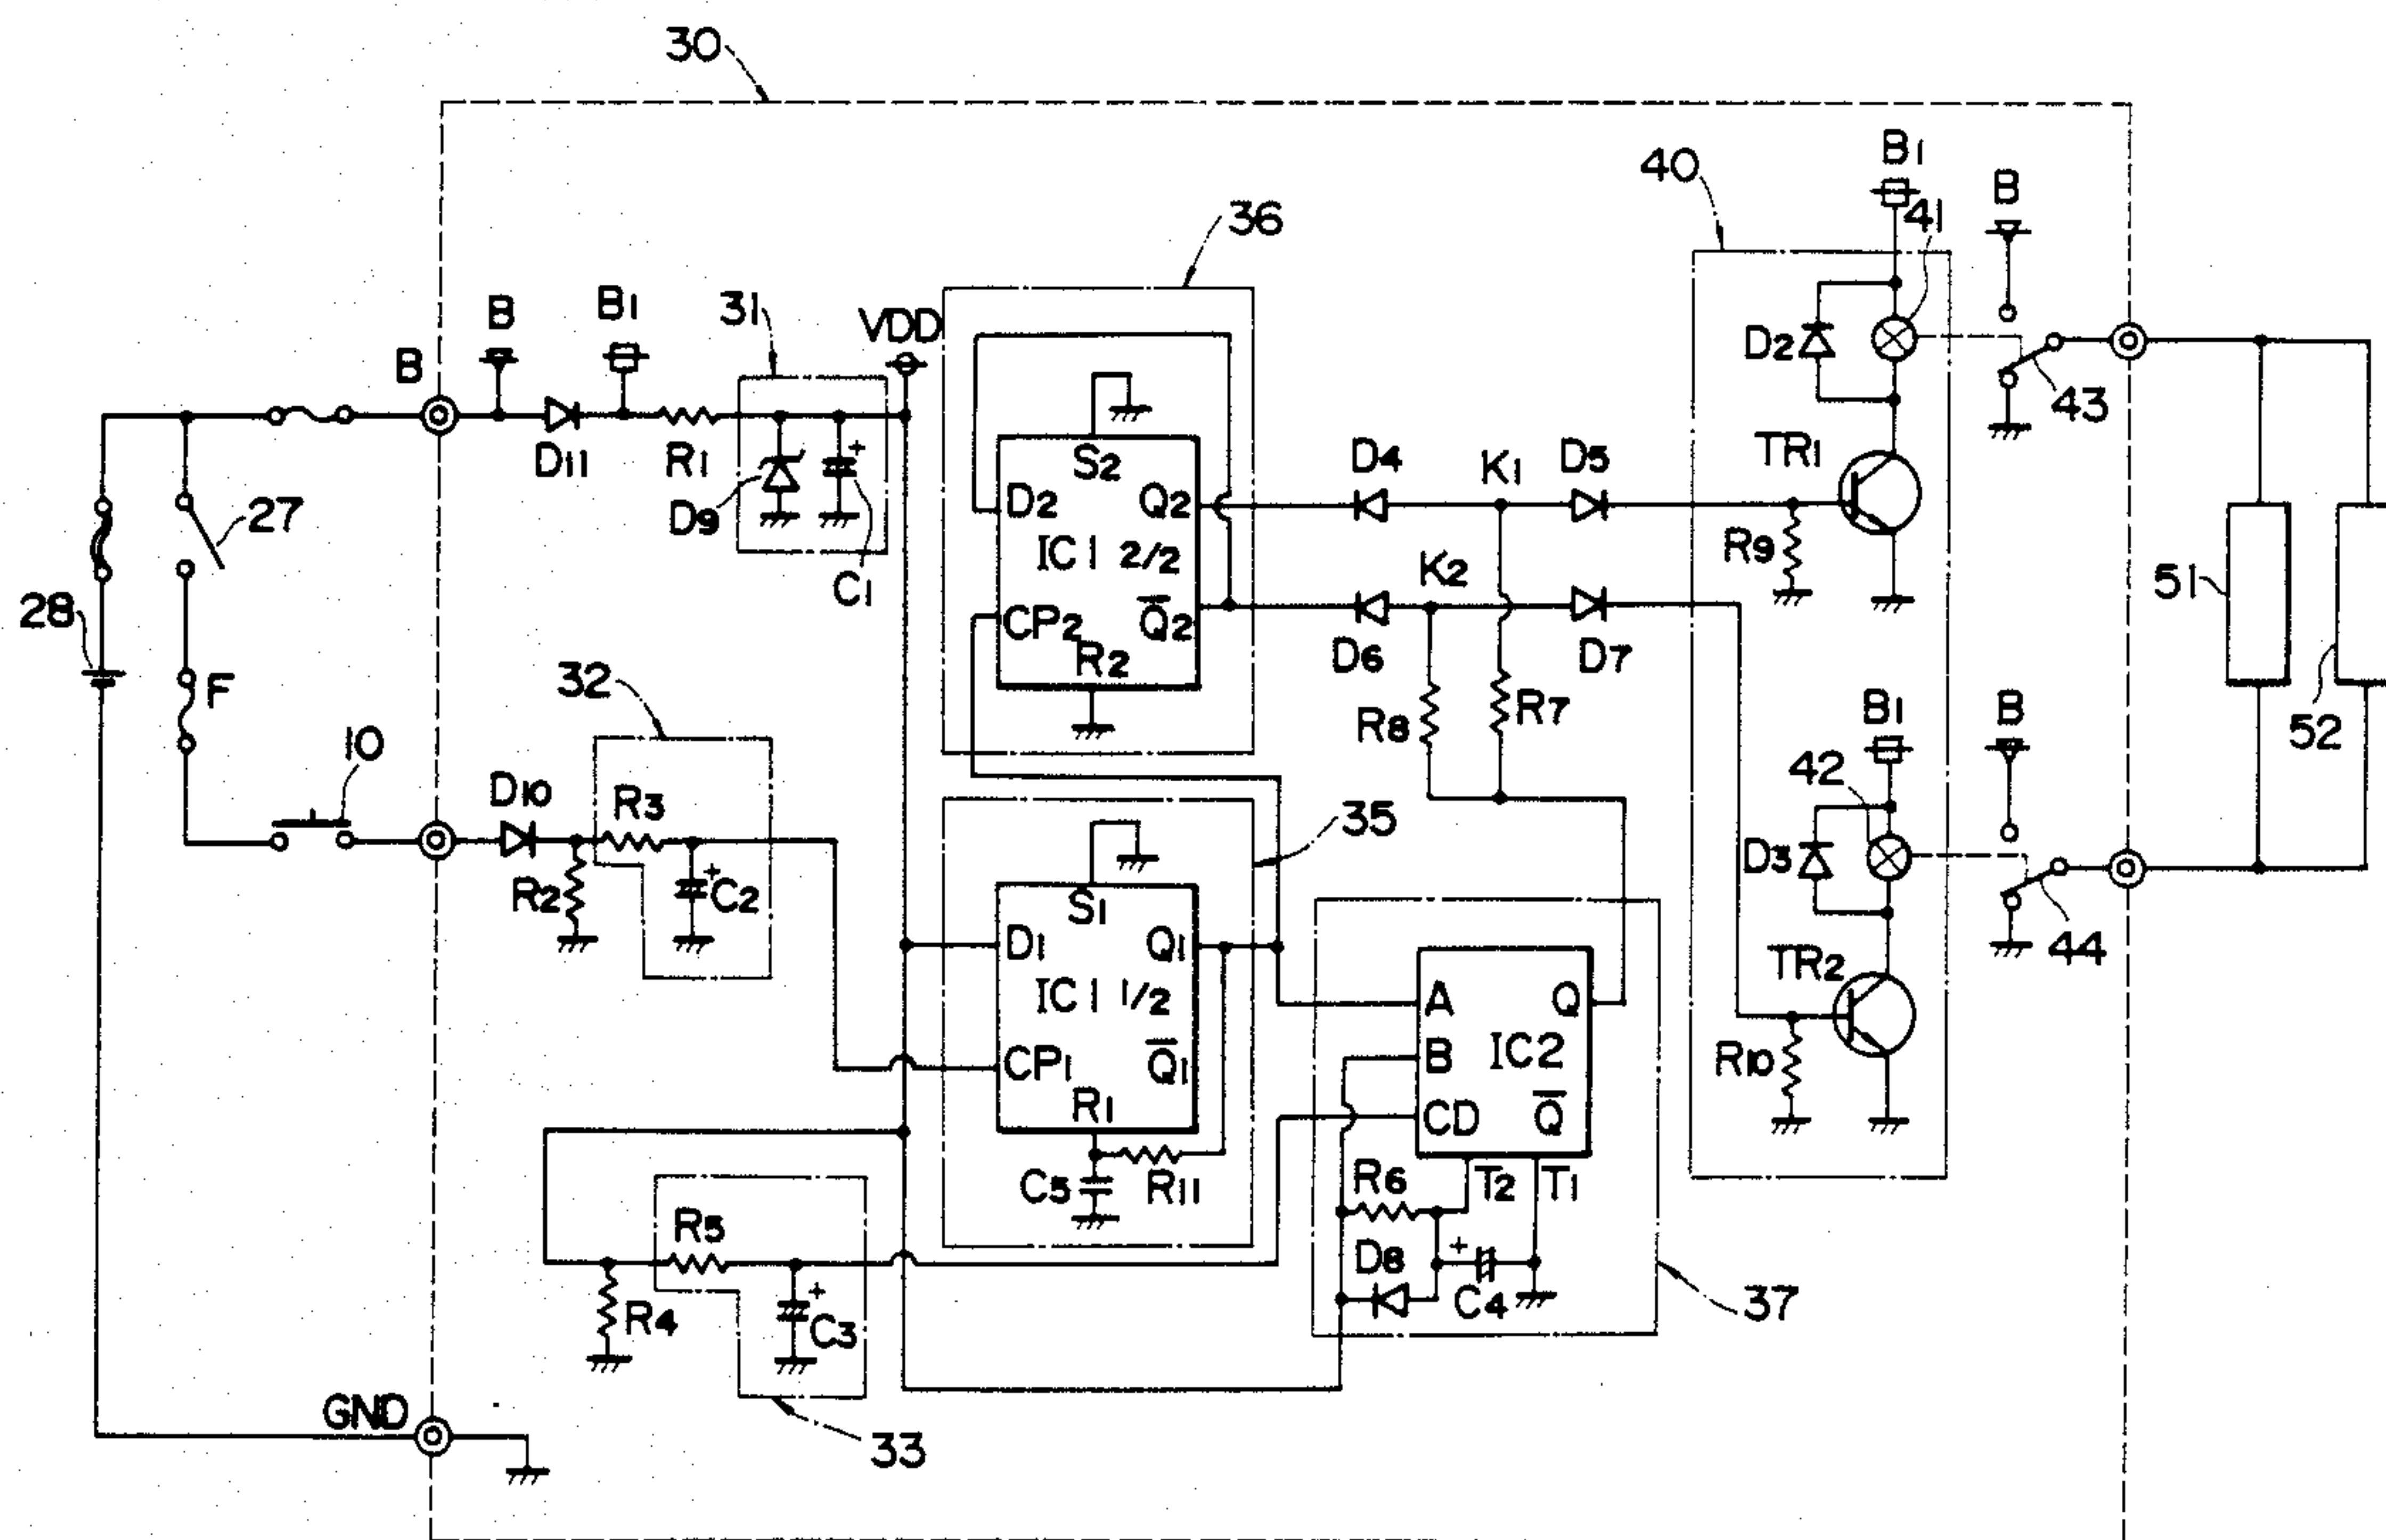 30
B1
40
B
41
36
B
B1
31
VDD
B
D2
43
D11
R1
S2
TR1
D4
K1
D5
D9
D2
Q2
27
IC1 2/2
R9
C1
K2
28
CP2
Q̅2
51
R2
D6
D7
32
F
R8
R7
B1
B
52
10
42
D10
R3
35
D3
R2
C2
S1
D1
Q1
44
TR2
IC1 1/2
A
Q
B
IC2
CP1
Q̅1
R10
R1
CD
Q̅
C5
R11
R6
T2
T1
R5
D8
C4
37
R4
C3
GND
33